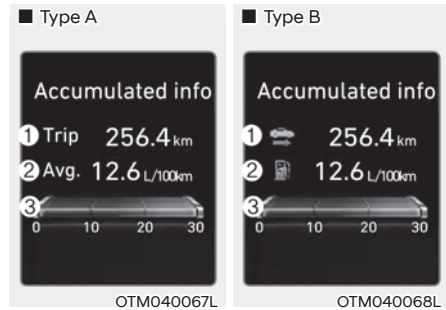 ■ Type A
Accumulated info
1 Trip 256.4 km
2 Avg. 12.6 L/100km
3
0 10 20 30
OTM040067L
■ Type B
Accumulated info
1 256.4 km
2 12.6 L/100km
3
0 10 20 30
OTM040068L